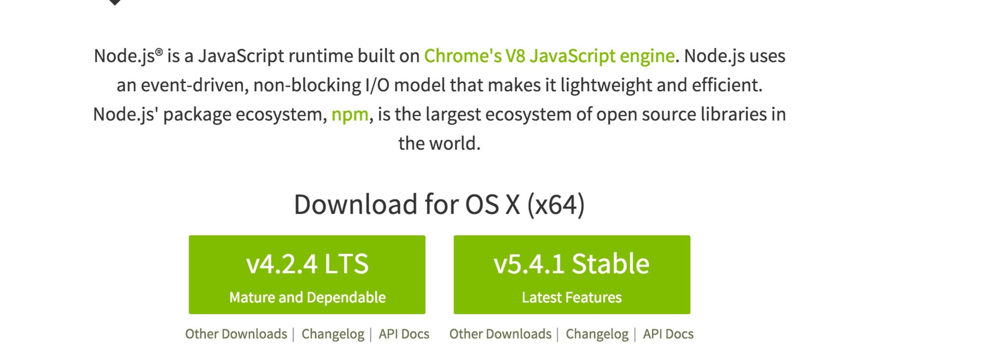 Node.js® is a JavaScript runtime built on Chrome's V8 JavaScript engine. Node.js uses
an event-driven, non-blocking I/O model that makes it lightweight and efficient.
Node.js' package ecosystem, npm, is the largest ecosystem of open source libraries in
the world.
Download for OS X (x64)
v4.2.4 LTS
Mature and Dependable
v5.4.1 Stable
Latest Features
Other Downloads | Changelog | API Docs
Other Downloads | Changelog | API Docs